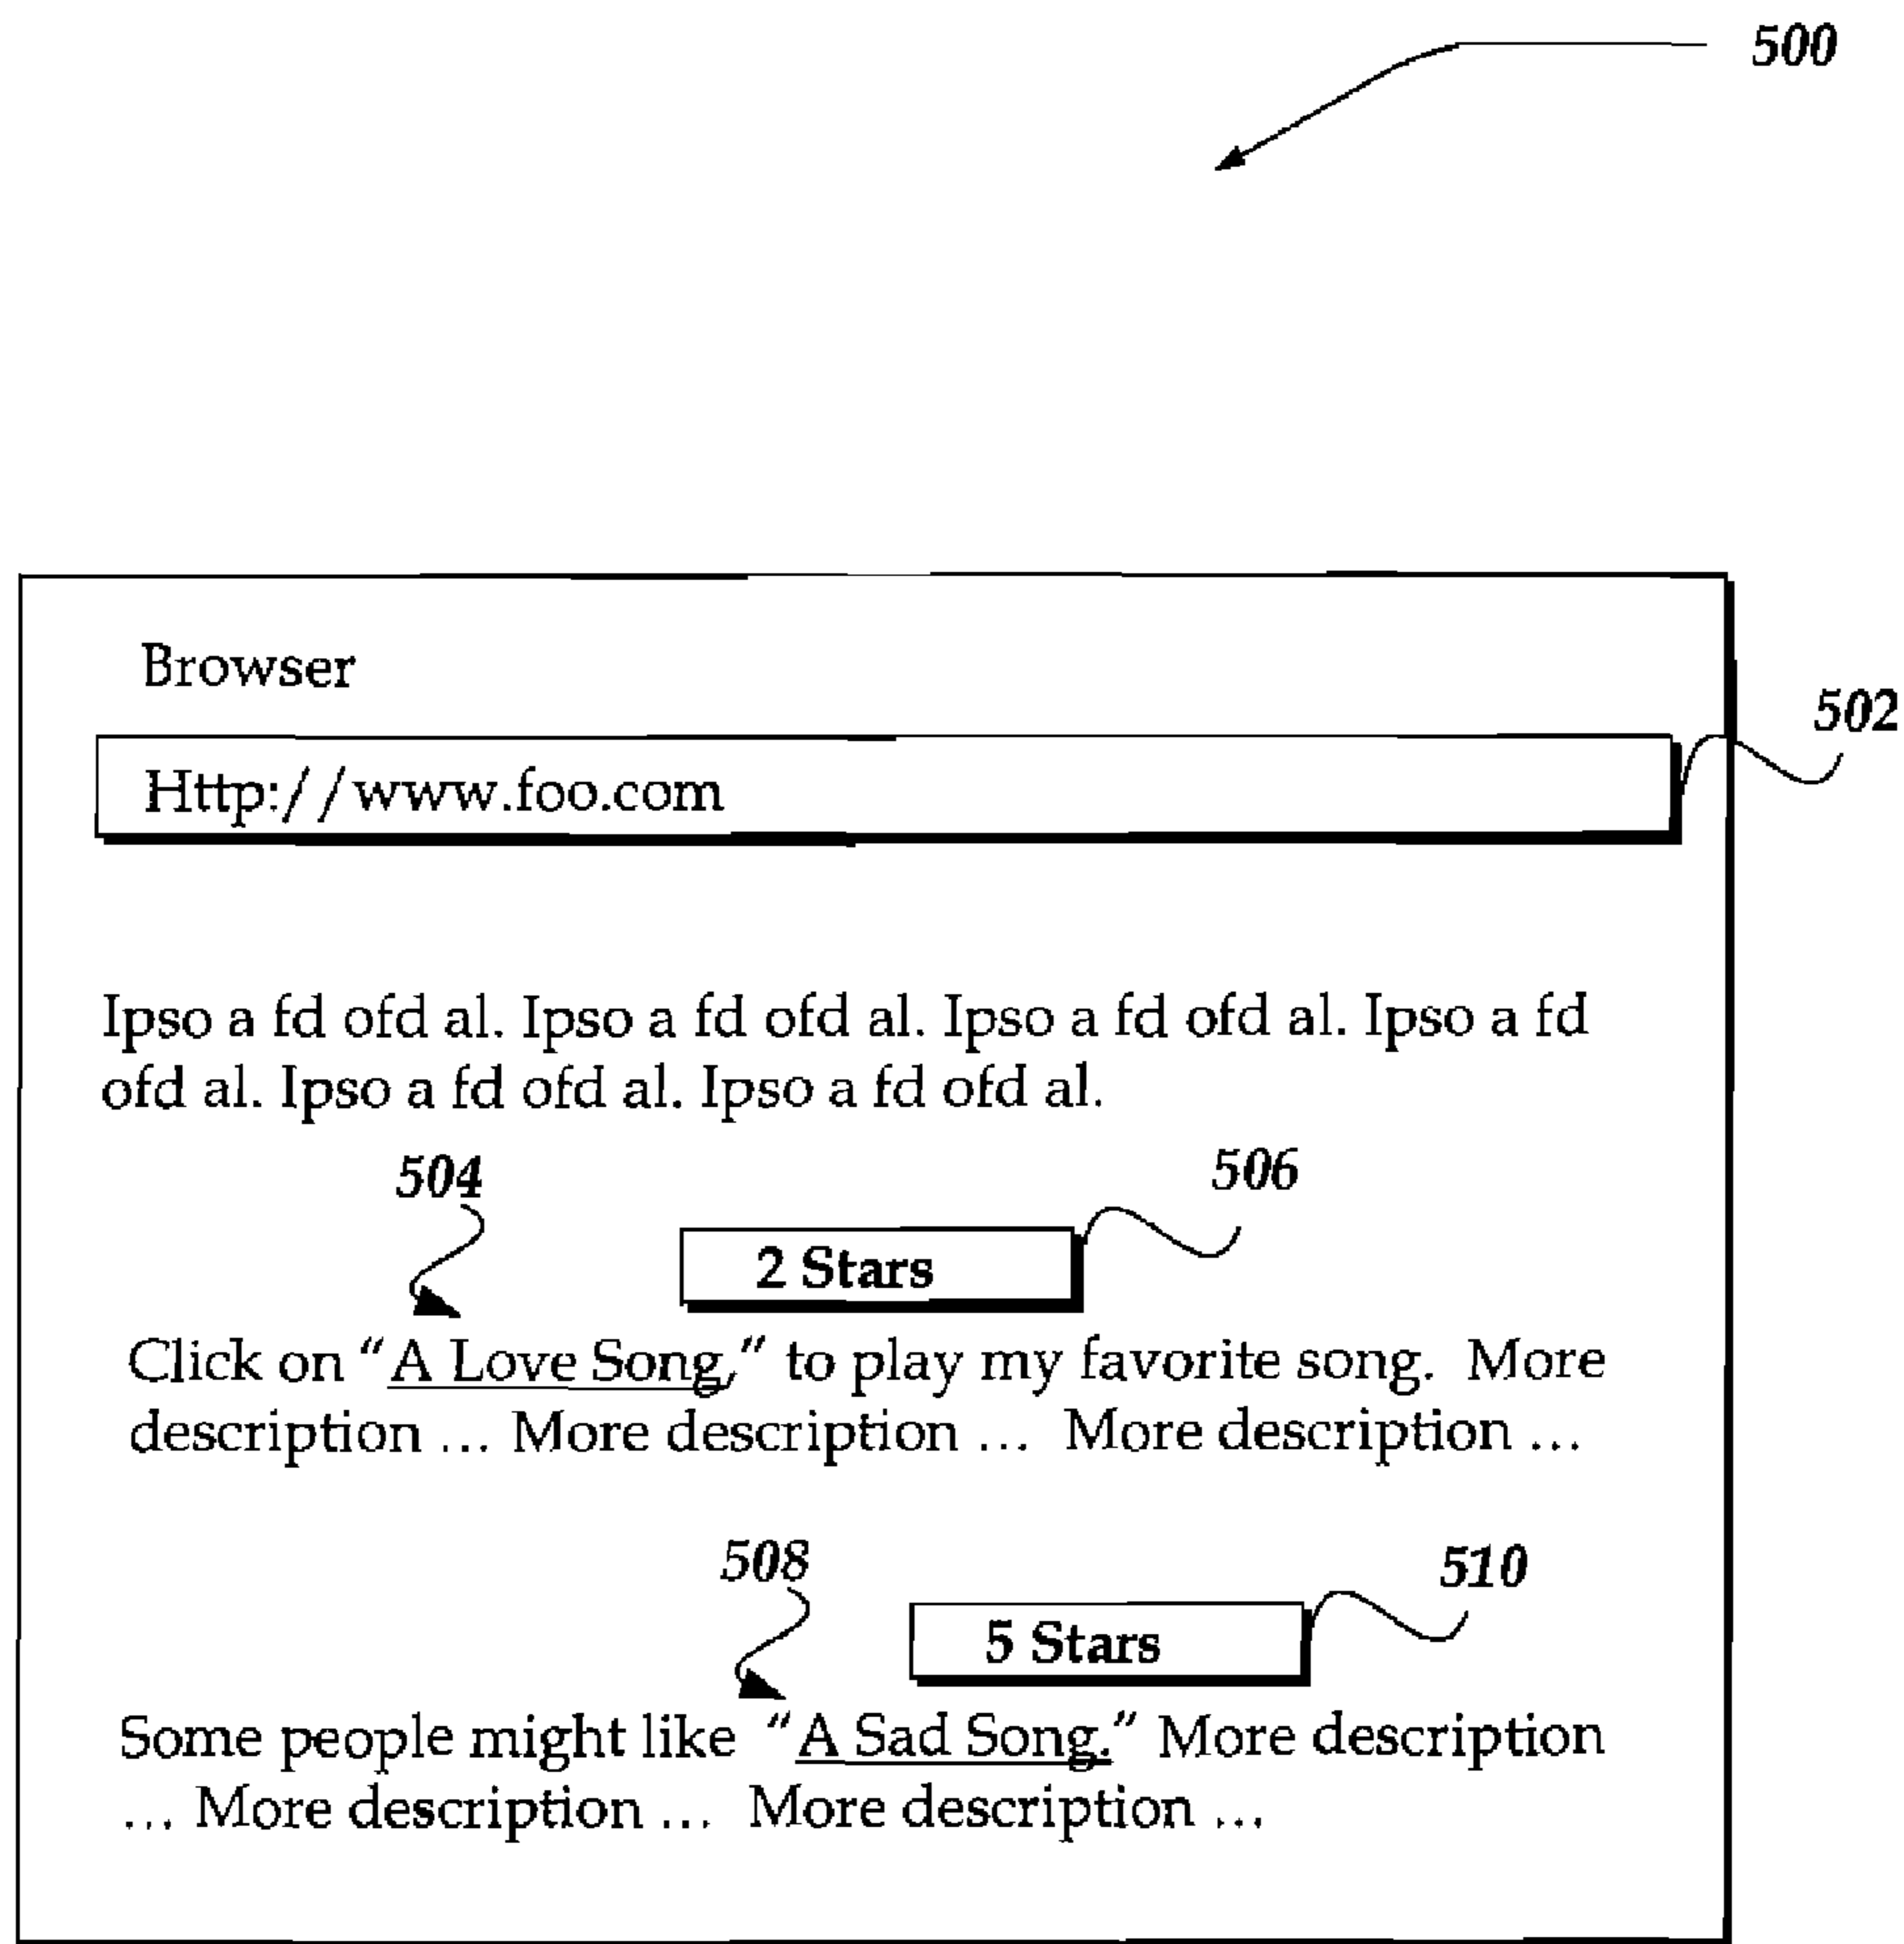 500
Browser
502
Http://www.foo.com
Ipso a fd ofd al. Ipso a fd ofd al. Ipso a fd ofd al. Ipso a fd
ofd al. Ipso a fd ofd al. Ipso a fd ofd al.
504
506
2 Stars
Click on "A Love Song," to play my favorite song. More
description ... More description ... More description ...
508
510
5 Stars
Some people might like "A Sad Song." More description
... More description ... More description ...